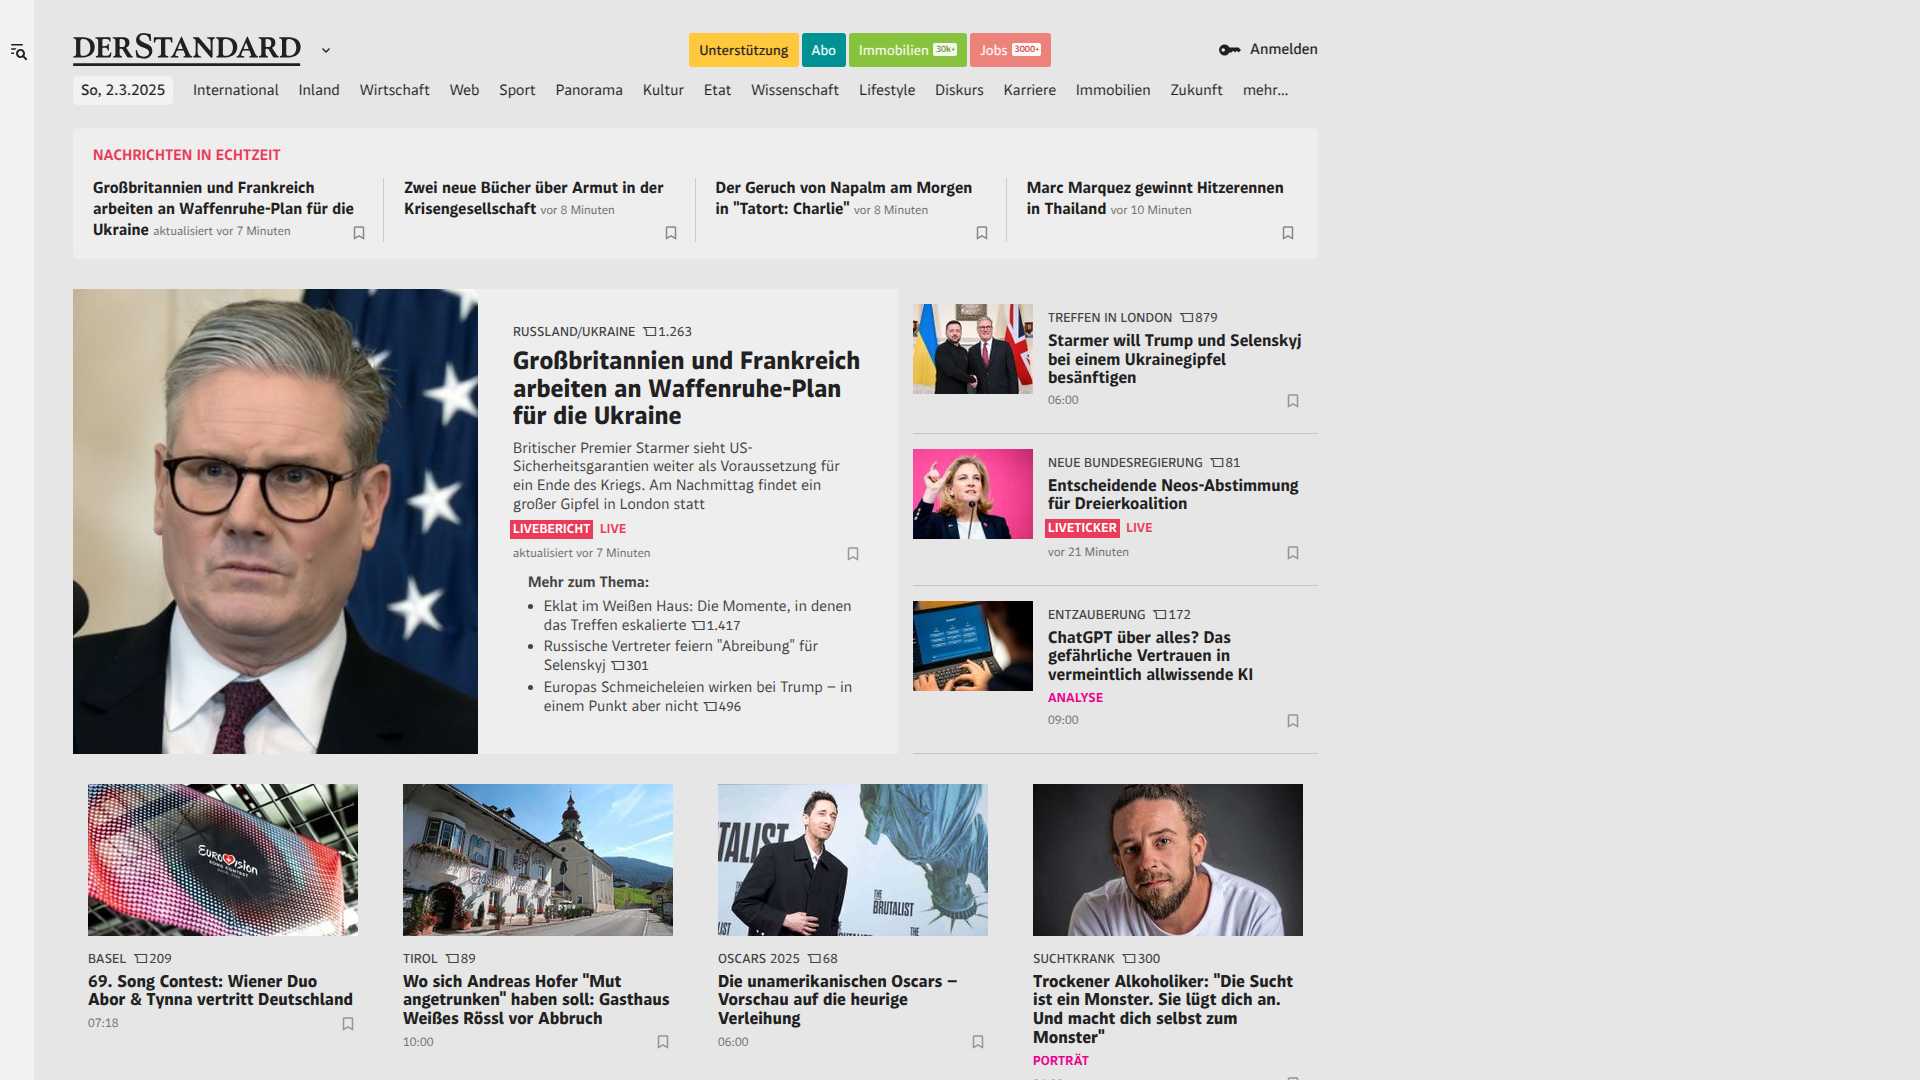 DERSTANDARD
Unterstützung
Abo
Immobilien 30k+
Jobs 3000+
Anmelden
So, 2.3.2025
International
Inland
Wirtschaft
Web
Sport
Panorama
Kultur
Etat
Wissenschaft
Lifestyle
Diskurs
Karriere
Immobilien
Zukunft
mehr...
NACHRICHTEN IN ECHTZEIT
Großbritannien und Frankreich
arbeiten an Waffenruhe-Plan für die
Ukraine aktualisiert vor 7 Minuten
Zwei neue Bücher über Armut in der
Krisengesellschaft vor 8 Minuten
Der Geruch von Napalm am Morgen
in "Tatort: Charlie" vor 8 Minuten
Marc Marquez gewinnt Hitzerennen
in Thailand vor 10 Minuten
RUSSLAND/UKRAINE 1.263
Großbritannien und Frankreich
arbeiten an Waffenruhe-Plan
für die Ukraine
Britischer Premier Starmer sieht US-
Sicherheitsgarantien weiter als Voraussetzung für
ein Ende des Kriegs. Am Nachmittag findet ein
großer Gipfel in London statt
LIVEBERICHT LIVE
aktualisiert vor 7 Minuten
Mehr zum Thema:
• Eklat im Weißen Haus: Die Momente, in denen
das Treffen eskalierte 1.417
• Russische Vertreter feiern "Abreibung" für
Selenskyj 301
• Europas Schmeicheleien wirken bei Trump – in
einem Punkt aber nicht 496
TREFFEN IN LONDON 879
Starmer will Trump und Selenskyj
bei einem Ukrainegipfel
besänftigen
06:00
NEUE BUNDESREGIERUNG 81
Entscheidende Neos-Abstimmung
für Dreierkoalition
LIVETICKER LIVE
vor 21 Minuten
ENTZAUBERUNG 172
ChatGPT über alles? Das
gefährliche Vertrauen in
vermeintlich allwissende KI
ANALYSE
09:00
EUROVISION
SONG CONTEST
BASEL 209
69. Song Contest: Wiener Duo
Abor & Tynna vertritt Deutschland
07:18
TIROL 89
Wo sich Andreas Hofer "Mut
angetrunken" haben soll: Gasthaus
Weißes Rössl vor Abbruch
10:00
TALIST
THE
BRUTALIST
IST
THE
OSCARS 2025 68
Die unamerikanischen Oscars –
Vorschau auf die heurige
Verleihung
06:00
SUCHTKRANK 300
Trockener Alkoholiker: "Die Sucht
ist ein Monster. Sie lügt dich an.
Und macht dich selbst zum
Monster"
PORTRÄT